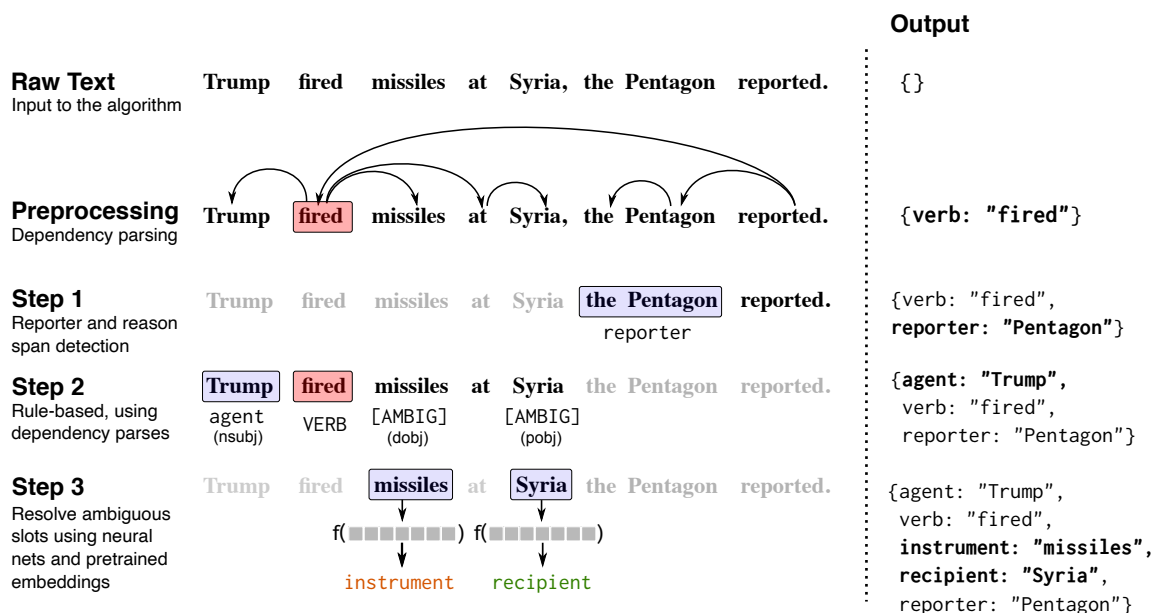 Output
Raw Text
Input to the algorithm
Trump fired missiles at Syria, the Pentagon reported.
{}
Preprocessing
Dependency parsing
Trump fired missiles at Syria, the Pentagon reported.
{verb: "fired"}
Step 1
Reporter and reason
span detection
Trump fired missiles at Syria the Pentagon reported.
reporter
{verb: "fired",
reporter: "Pentagon"}
Step 2
Rule-based, using
dependency parses
Trump fired missiles at Syria the Pentagon reported.
agent VERB [AMBIG] [AMBIG]
(nsubj) (dobj) (pobj)
{agent: "Trump",
verb: "fired",
reporter: "Pentagon"}
Step 3
Resolve ambiguous
slots using neural
nets and pretrained
embeddings
Trump fired missiles at Syria the Pentagon reported.
f( ) f( )
instrument recipient
{agent: "Trump",
verb: "fired",
instrument: "missiles",
recipient: "Syria",
reporter: "Pentagon"}